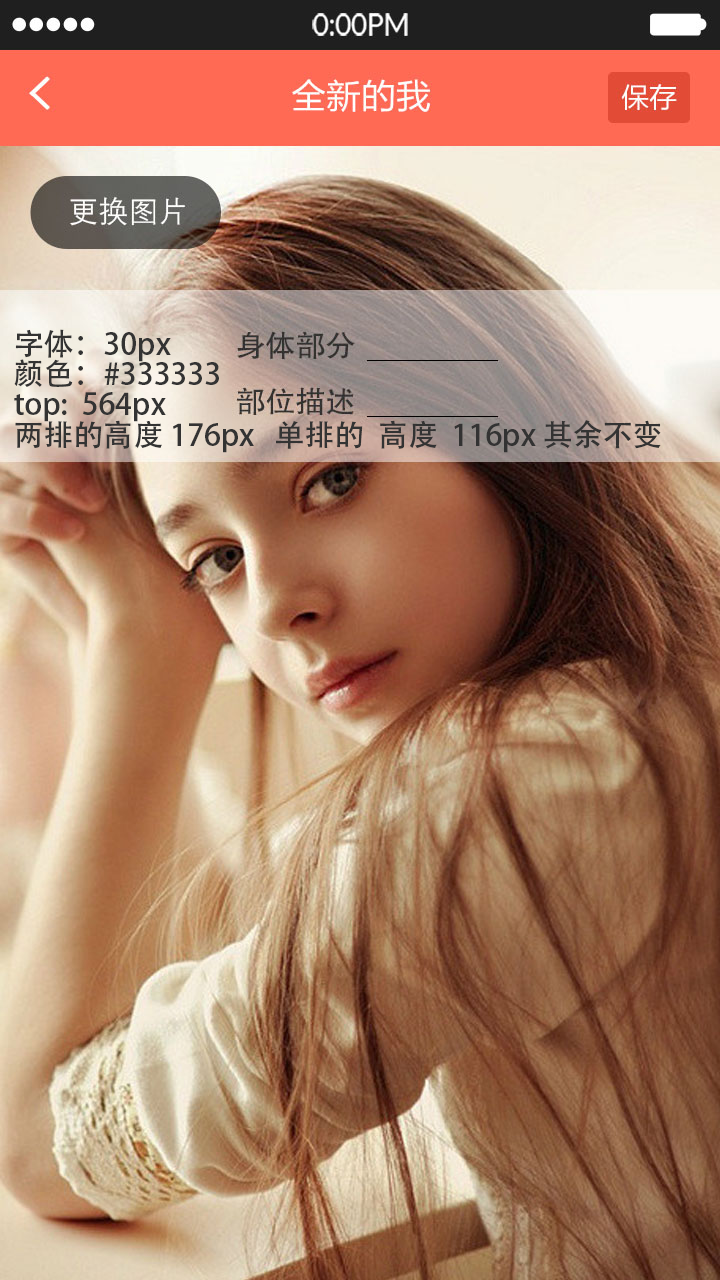 0:00PM
全新的我
保存
更换图片
字体：30px 身体部分
颜色：#333333
top: 564px 部位描述
两排的高度 176px 单排的 高度 116px 其余不变